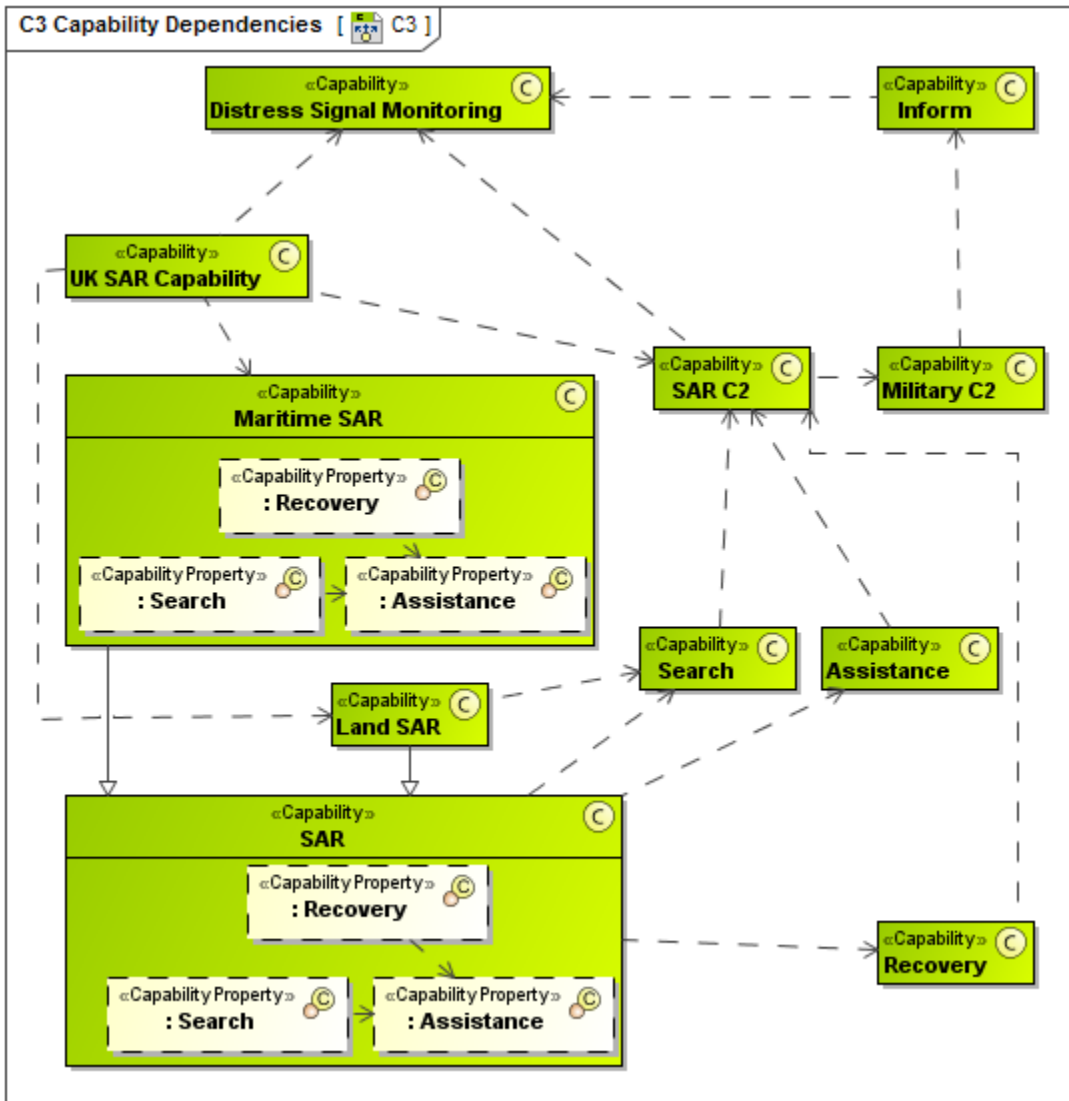 C3 Capability Dependencies [ C3 ]
«Capability»
Distress Signal Monitoring
C
«Capability»
Inform
C
«Capability»
UK SAR Capability
C
«Capability»
SAR C2
C
«Capability»
Military C2
C
«Capability»
Maritime SAR
C
«Capability Property»
: Recovery
C
«Capability Property»
: Search
C
«Capability Property»
: Assistance
C
«Capability»
Search
C
«Capability»
Assistance
C
«Capability»
Land SAR
C
«Capability»
SAR
C
«Capability Property»
: Recovery
C
«Capability Property»
: Search
C
«Capability Property»
: Assistance
C
«Capability»
Recovery
C